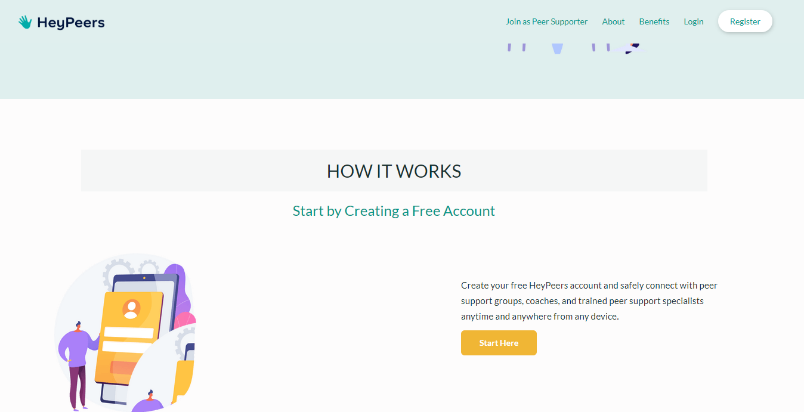 HeyPeers
Join as Peer Supporter
About
Benefits
Login
Register
HOW IT WORKS
Start by Creating a Free Account
Create your free HeyPeers account and safely connect with peer
support groups, coaches, and trained peer support specialists
anytime and anywhere from any device.
Start Here